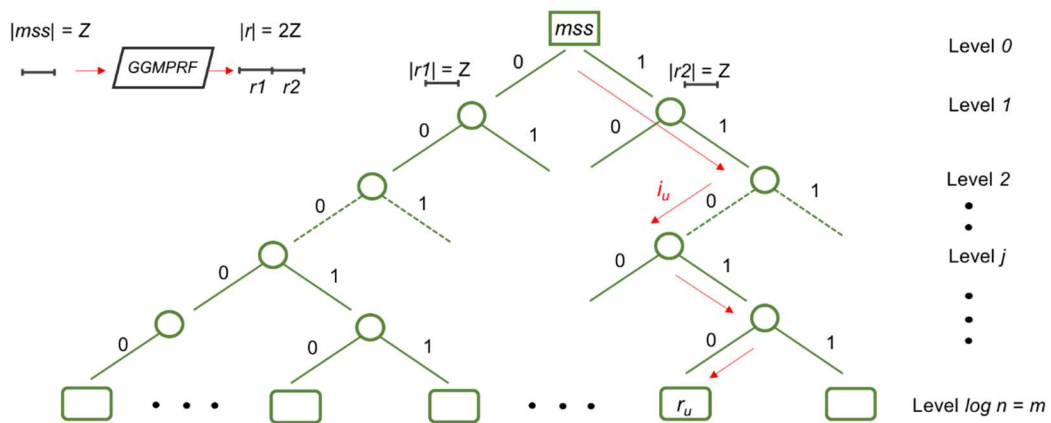 |mss| = Z
|r| = 2Z
GGMPRF
r1 r2
mss
Level 0
0 1
|r1| = Z
|r2| = Z
Level 1
0 1 0 1
Level 2
0 1 i_u 0 1
Level j
0 1 0 1
0 0 1 0 1
r_u
Level log n = m